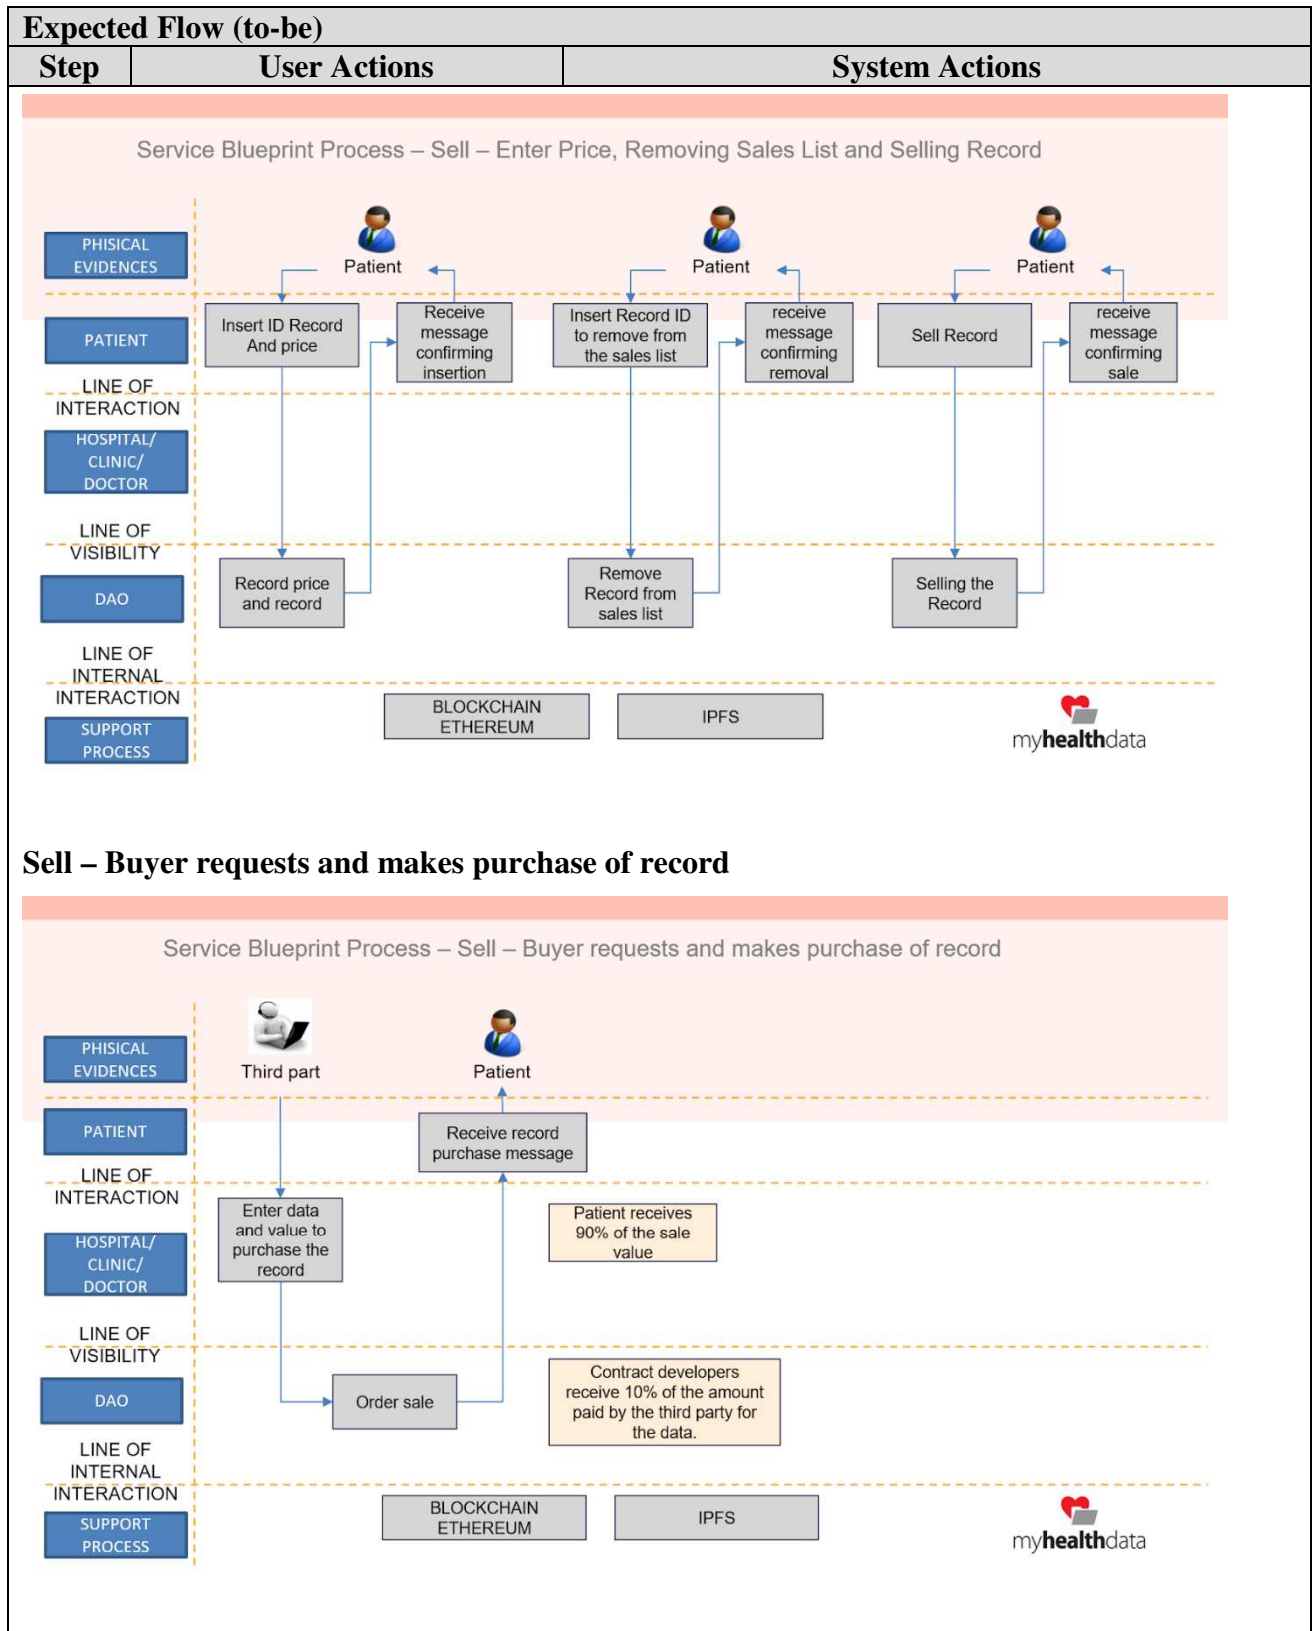 Expected Flow (to-be)
Step User Actions System Actions
Service Blueprint Process – Sell – Enter Price, Removing Sales List and Selling Record
PHISICAL
EVIDENCES
Patient
Patient
Patient
PATIENT
Insert ID Record
And price
Receive
message
confirming
insertion
Insert Record ID
to remove from
the sales list
receive
message
confirming
removal
Sell Record
receive
message
confirming
sale
LINE OF
INTERACTION
HOSPITAL/
CLINIC/
DOCTOR
LINE OF
VISIBILITY
DAO
Record price
and record
Remove
Record from
sales list
Selling the
Record
LINE OF
INTERNAL
INTERACTION
SUPPORT
PROCESS
BLOCKCHAIN
ETHEREUM
IPFS
myhealthdata
Sell – Buyer requests and makes purchase of record
Service Blueprint Process – Sell – Buyer requests and makes purchase of record
PHISICAL
EVIDENCES
Third part
Patient
PATIENT
Receive record
purchase message
LINE OF
INTERACTION
HOSPITAL/
CLINIC/
DOCTOR
Enter data
and value to
purchase the
record
Patient receives
90% of the sale
value
LINE OF
VISIBILITY
DAO
Order sale
Contract developers
receive 10% of the amount
paid by the third party for
the data.
LINE OF
INTERNAL
INTERACTION
SUPPORT
PROCESS
BLOCKCHAIN
ETHEREUM
IPFS
myhealthdata